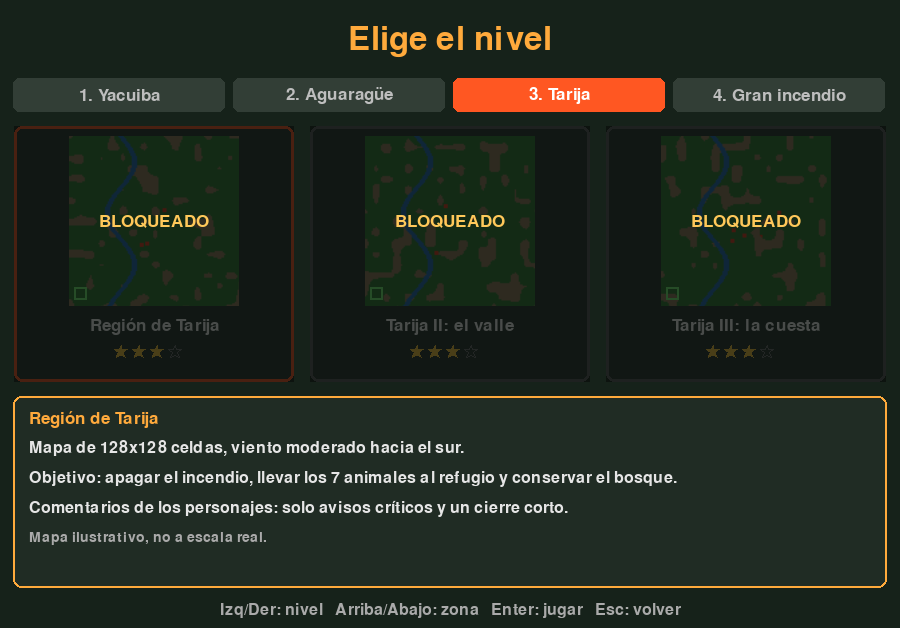 Elige el nivel
1. Yacuiba
2. Aguaragüe
3. Tarija
4. Gran incendio
BLOQUEADO
BLOQUEADO
BLOQUEADO
Región de Tarija
Tarija II: el valle
Tarija III: la cuesta
★★★☆
★★★☆
★★★☆
Región de Tarija
Mapa de 128x128 celdas, viento moderado hacia el sur.
Objetivo: apagar el incendio, llevar los 7 animales al refugio y conservar el bosque.
Comentarios de los personajes: solo avisos críticos y un cierre corto.
Mapa ilustrativo, no a escala real.
Izq/Der: nivel   Arriba/Abajo: zona   Enter: jugar   Esc: volver